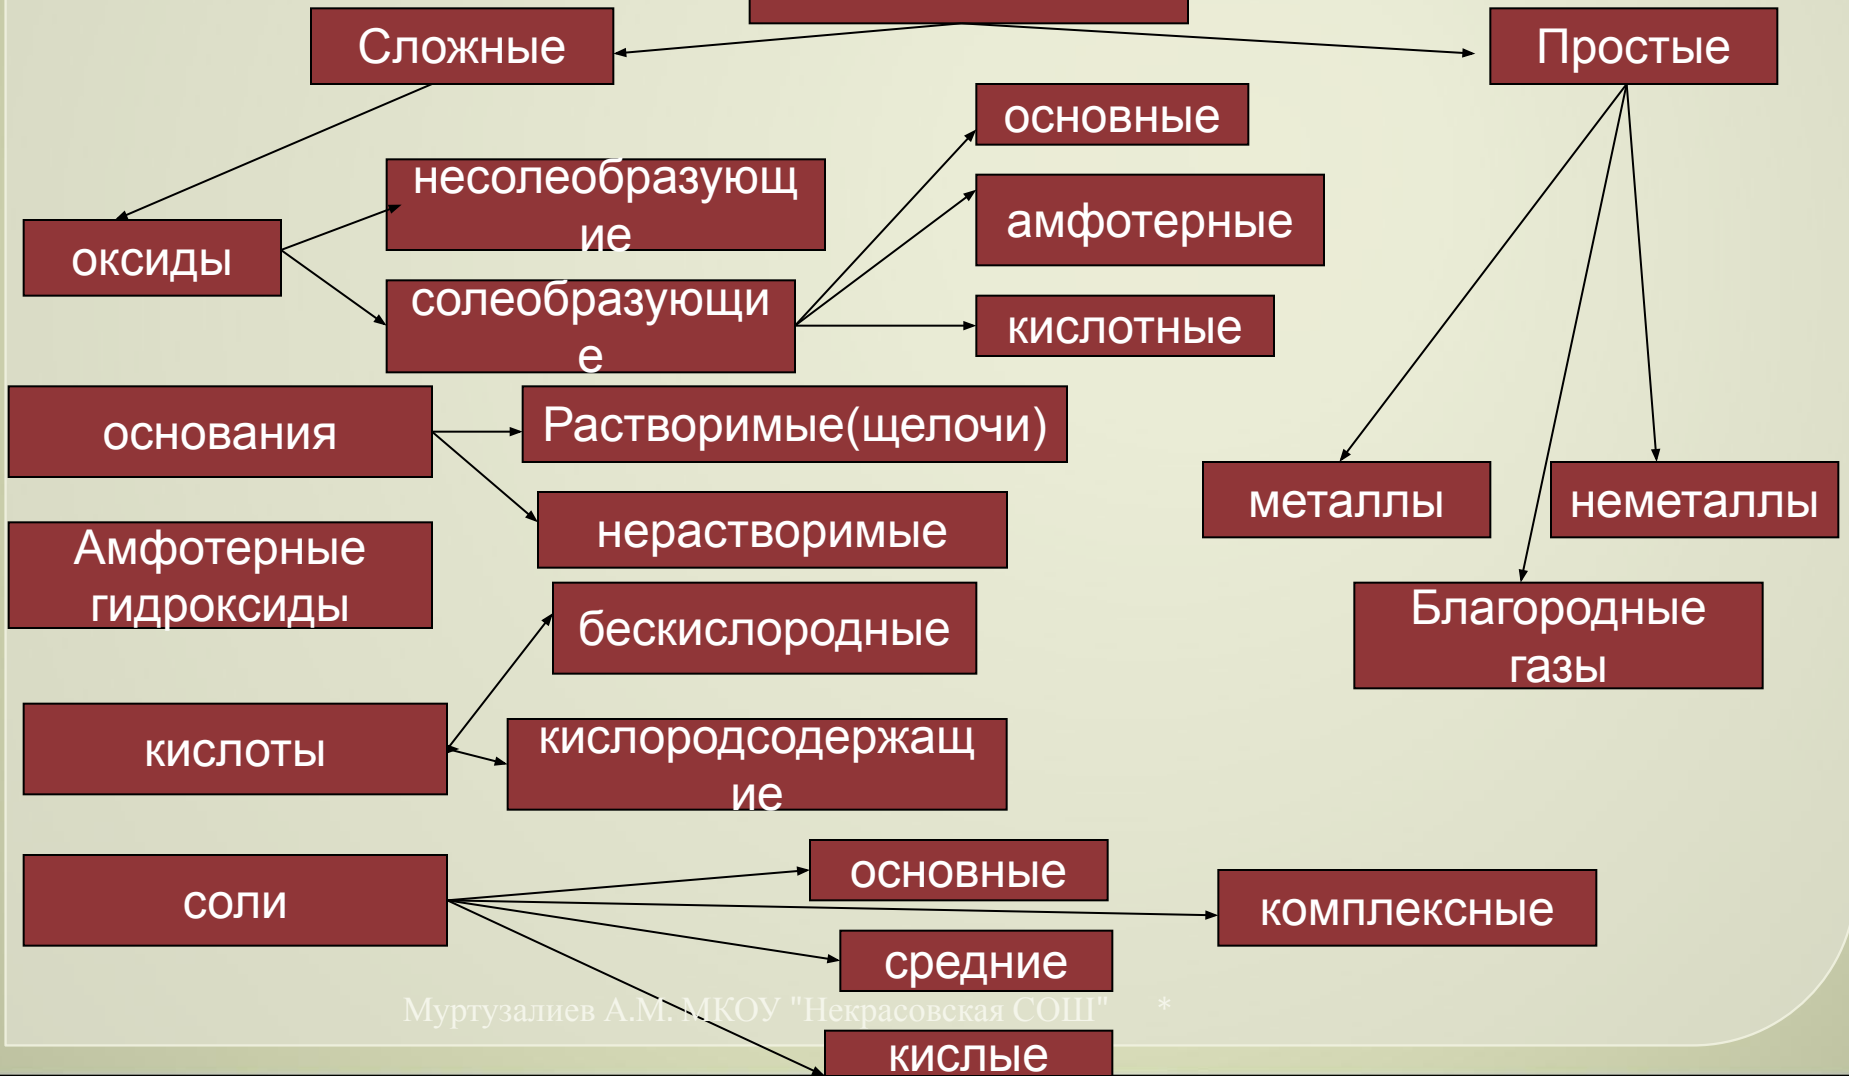 Сложные
Простые
основные
несолеобразующ
ие
амфотерные
оксиды
солеобразующи
е
кислотные
основания
Растворимые(щелочи)
металлы
неметаллы
нерастворимые
Амфотерные
гидроксиды
Благородные
газы
бескислородные
кислоты
кислородсодержащ
ие
соли
основные
комплексные
средние
Муртузалиев А.М. МКОУ "Некрасовская СОШ" *
кислые